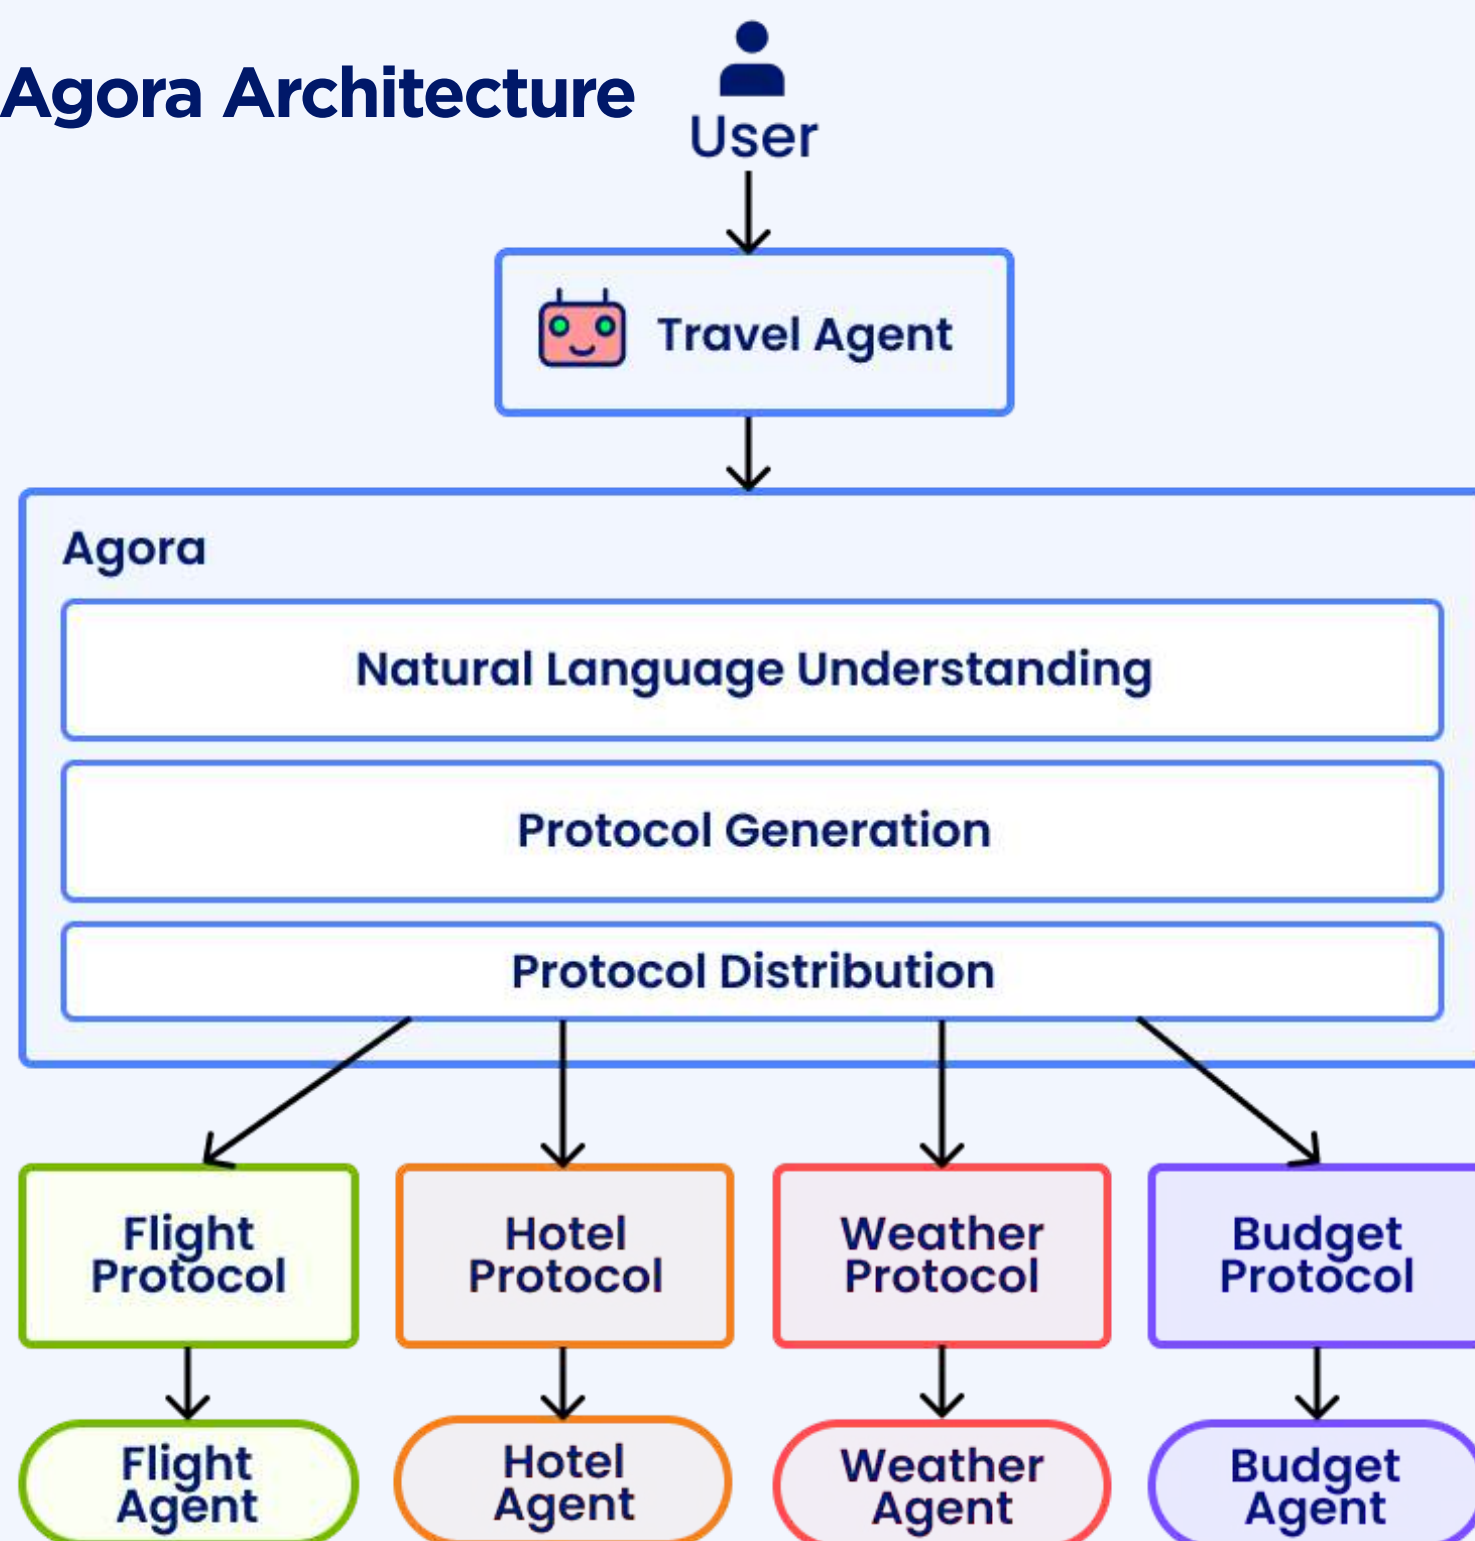 Agora Architecture
User
Travel Agent
Agora
Natural Language Understanding
Protocol Generation
Protocol Distribution
Flight
Protocol
Hotel
Protocol
Weather
Protocol
Budget
Protocol
Flight
Agent
Hotel
Agent
Weather
Agent
Budget
Agent